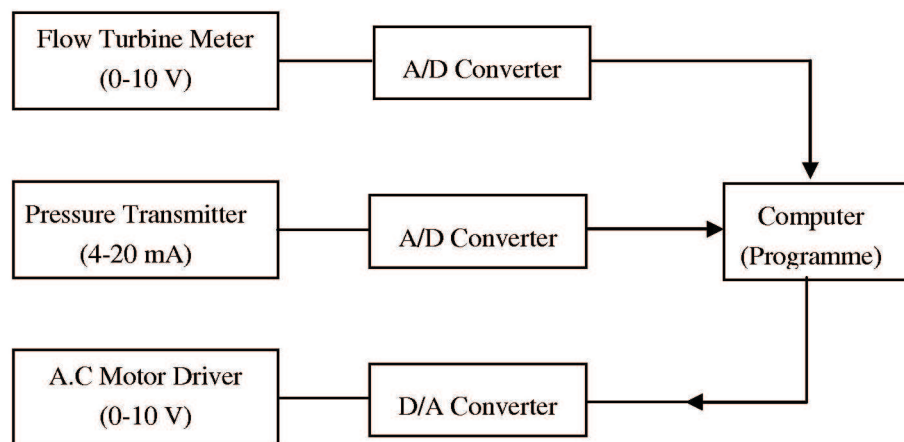 Flow Turbine Meter
(0-10 V)
A/D Converter
Pressure Transmitter
(4-20 mA)
A/D Converter
Computer
(Programme)
A.C Motor Driver
(0-10 V)
D/A Converter